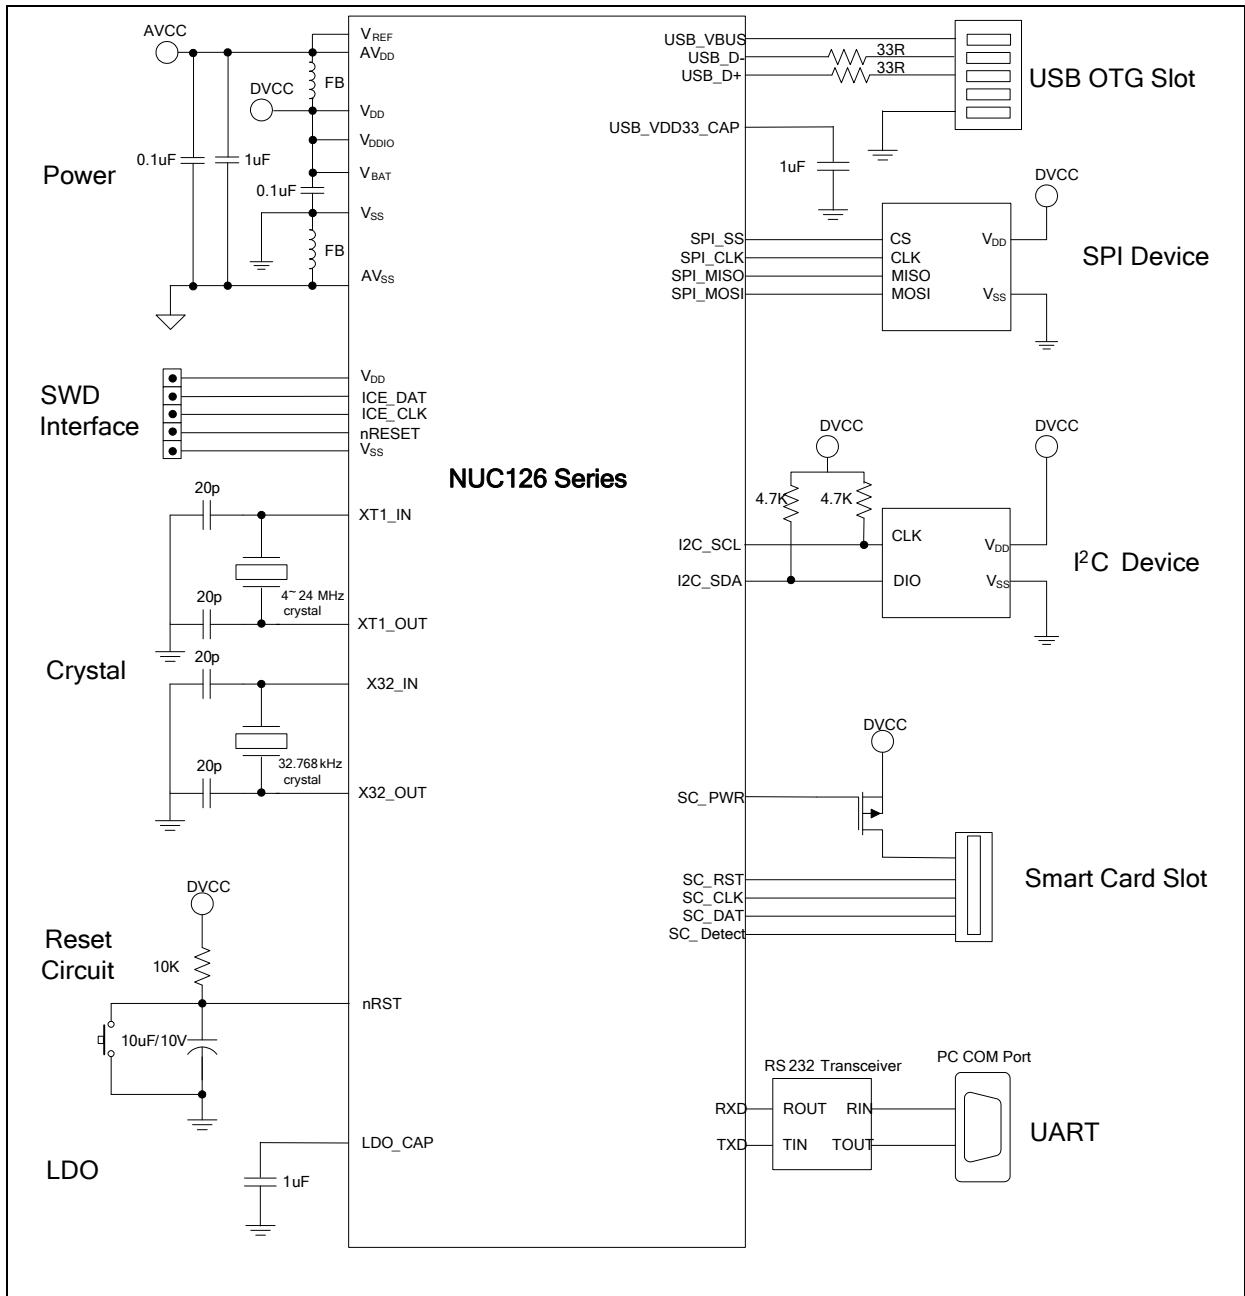 AVCC
V REF
AVDD
FB
DVCC
VDD
VDDIO
0.1uF
1uF
Power
VBAT
0.1uF
VSS
FB
AVSS
SWD
Interface
VDD
ICE_DAT
ICE_CLK
nRESET
VSS
NUC126 Series
20p
XT1_IN
4~24 MHz
crystal
20p
XT1_OUT
Crystal
20p
X32_IN
32.768kHz
crystal
20p
X32_OUT
DVCC
Reset
Circuit
10K
nRST
10uF/10V
LDO_CAP
LDO
1uF
USB_VBUS
USB_D-
33R
USB_D+
33R
USB OTG Slot
USB_VDD33_CAP
1uF
DVCC
SPI_SS
CS
VDD
SPI_CLK
CLK
SPI Device
SPI_MISO
MISO
SPI_MOSI
MOSI
VSS
DVCC
DVCC
4.7K
4.7K
I2C_SCL
CLK
VDD
I2C Device
I2C_SDA
DIO
VSS
DVCC
SC_PWR
Smart Card Slot
SC_RST
SC_CLK
SC_DAT
SC_Detect
RS232 Transceiver
PC COM Port
RXD
ROUT
RIN
UART
TXD
TIN
TOUT